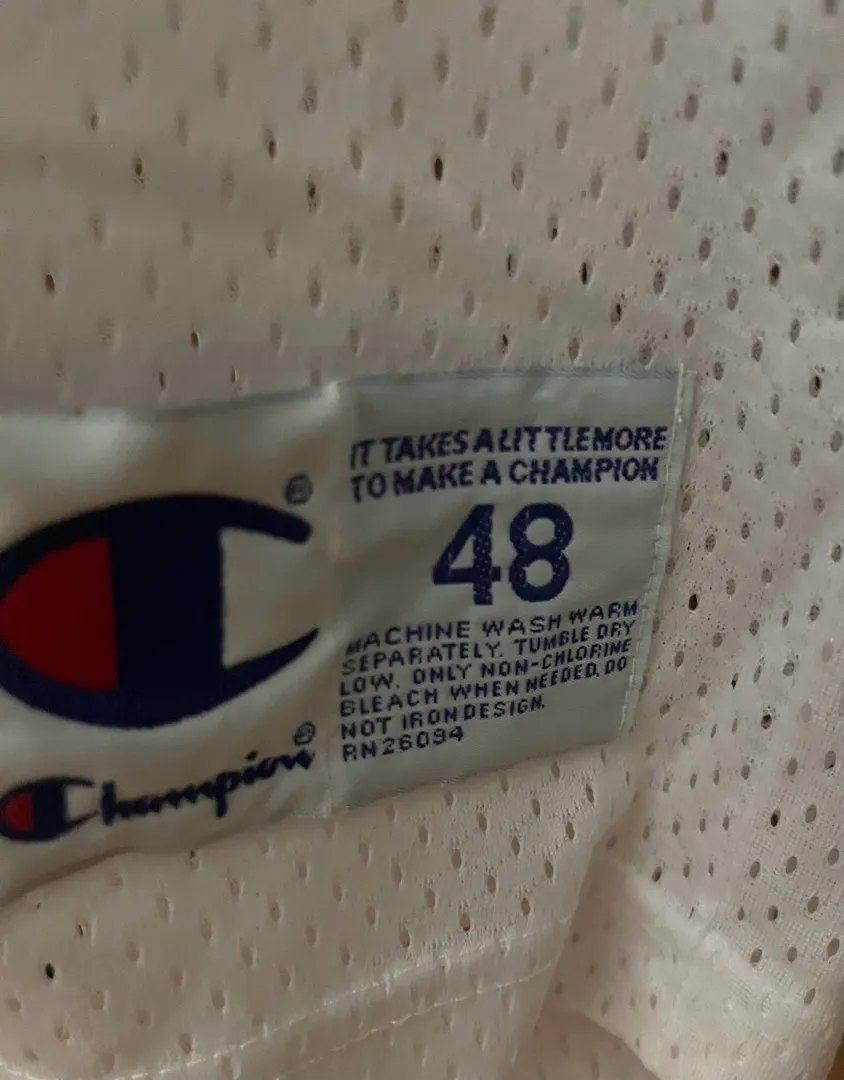 IT TAKES A LITTLE MORE
TO MAKE A CHAMPION
48
MACHINE WASH WARM
SEPARATELY. TUMBLE DRY
LOW. ONLY NON-CHLORINE
BLEACH WHEN NEEDED. DO
NOT IRON DESIGN.
RN26094
®
Champion®